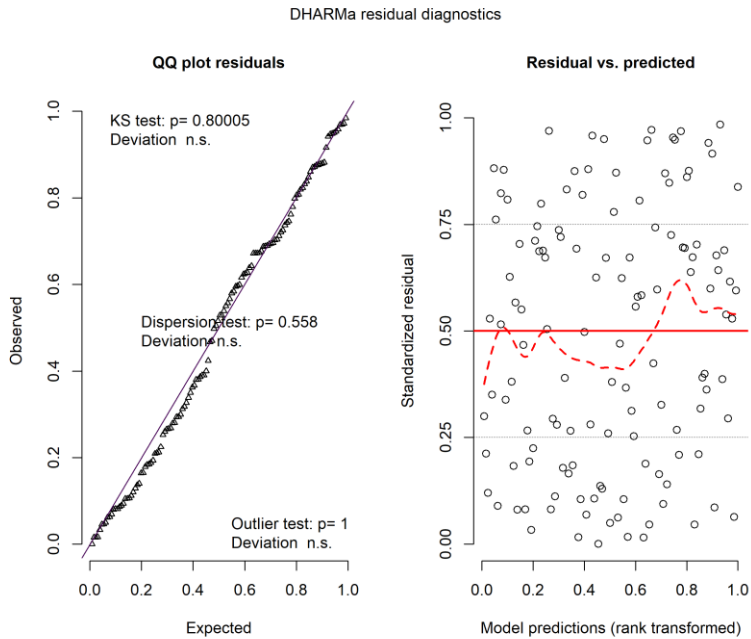 DHARMa residual diagnostics
QQ plot residuals
KS test: p= 0.80005
Deviation n.s.
Dispersion test: p= 0.558
Deviation n.s.
Outlier test: p= 1
Deviation n.s.
Observed
0.0 0.2 0.4 0.6 0.8 1.0
0.0 0.2 0.4 0.6 0.8 1.0
Expected
Residual vs. predicted
Standardized residual
0.00 0.25 0.50 0.75 1.00
0.0 0.2 0.4 0.6 0.8 1.0
Model predictions (rank transformed)